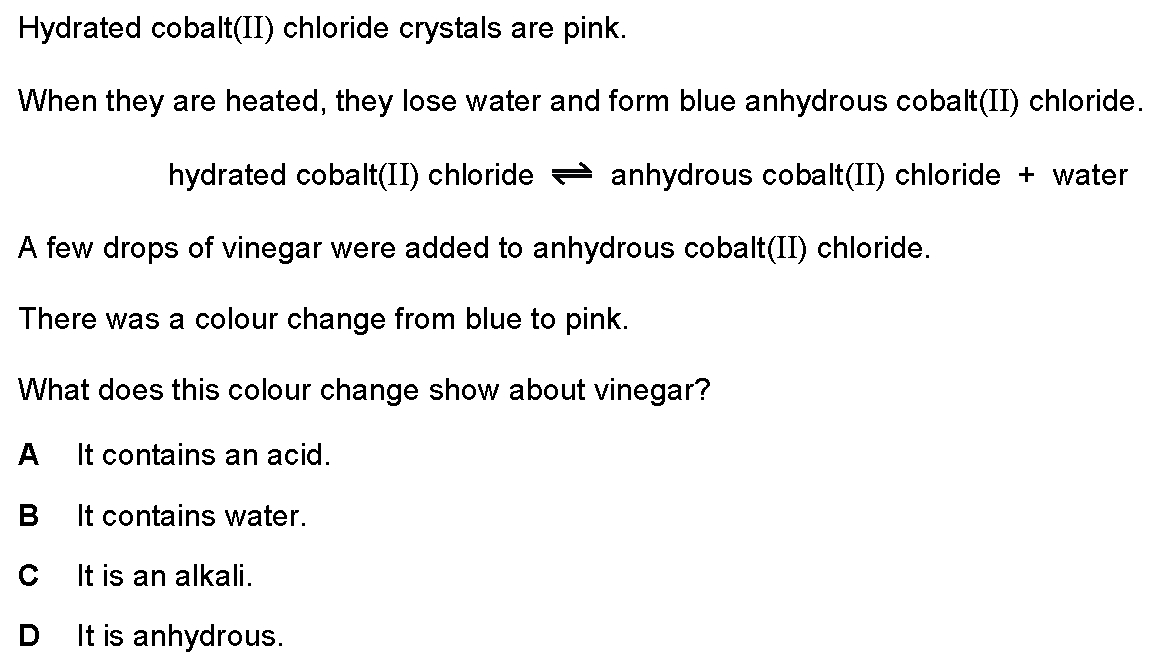 Hydrated cobalt(II) chloride crystals are pink.
When they are heated, they lose water and form blue anhydrous cobalt(II) chloride.
hydrated cobalt(II) chloride ⇌ anhydrous cobalt(II) chloride + water
A few drops of vinegar were added to anhydrous cobalt(II) chloride.
There was a colour change from blue to pink.
What does this colour change show about vinegar?
A It contains an acid.
B It contains water.
C It is an alkali.
D It is anhydrous.